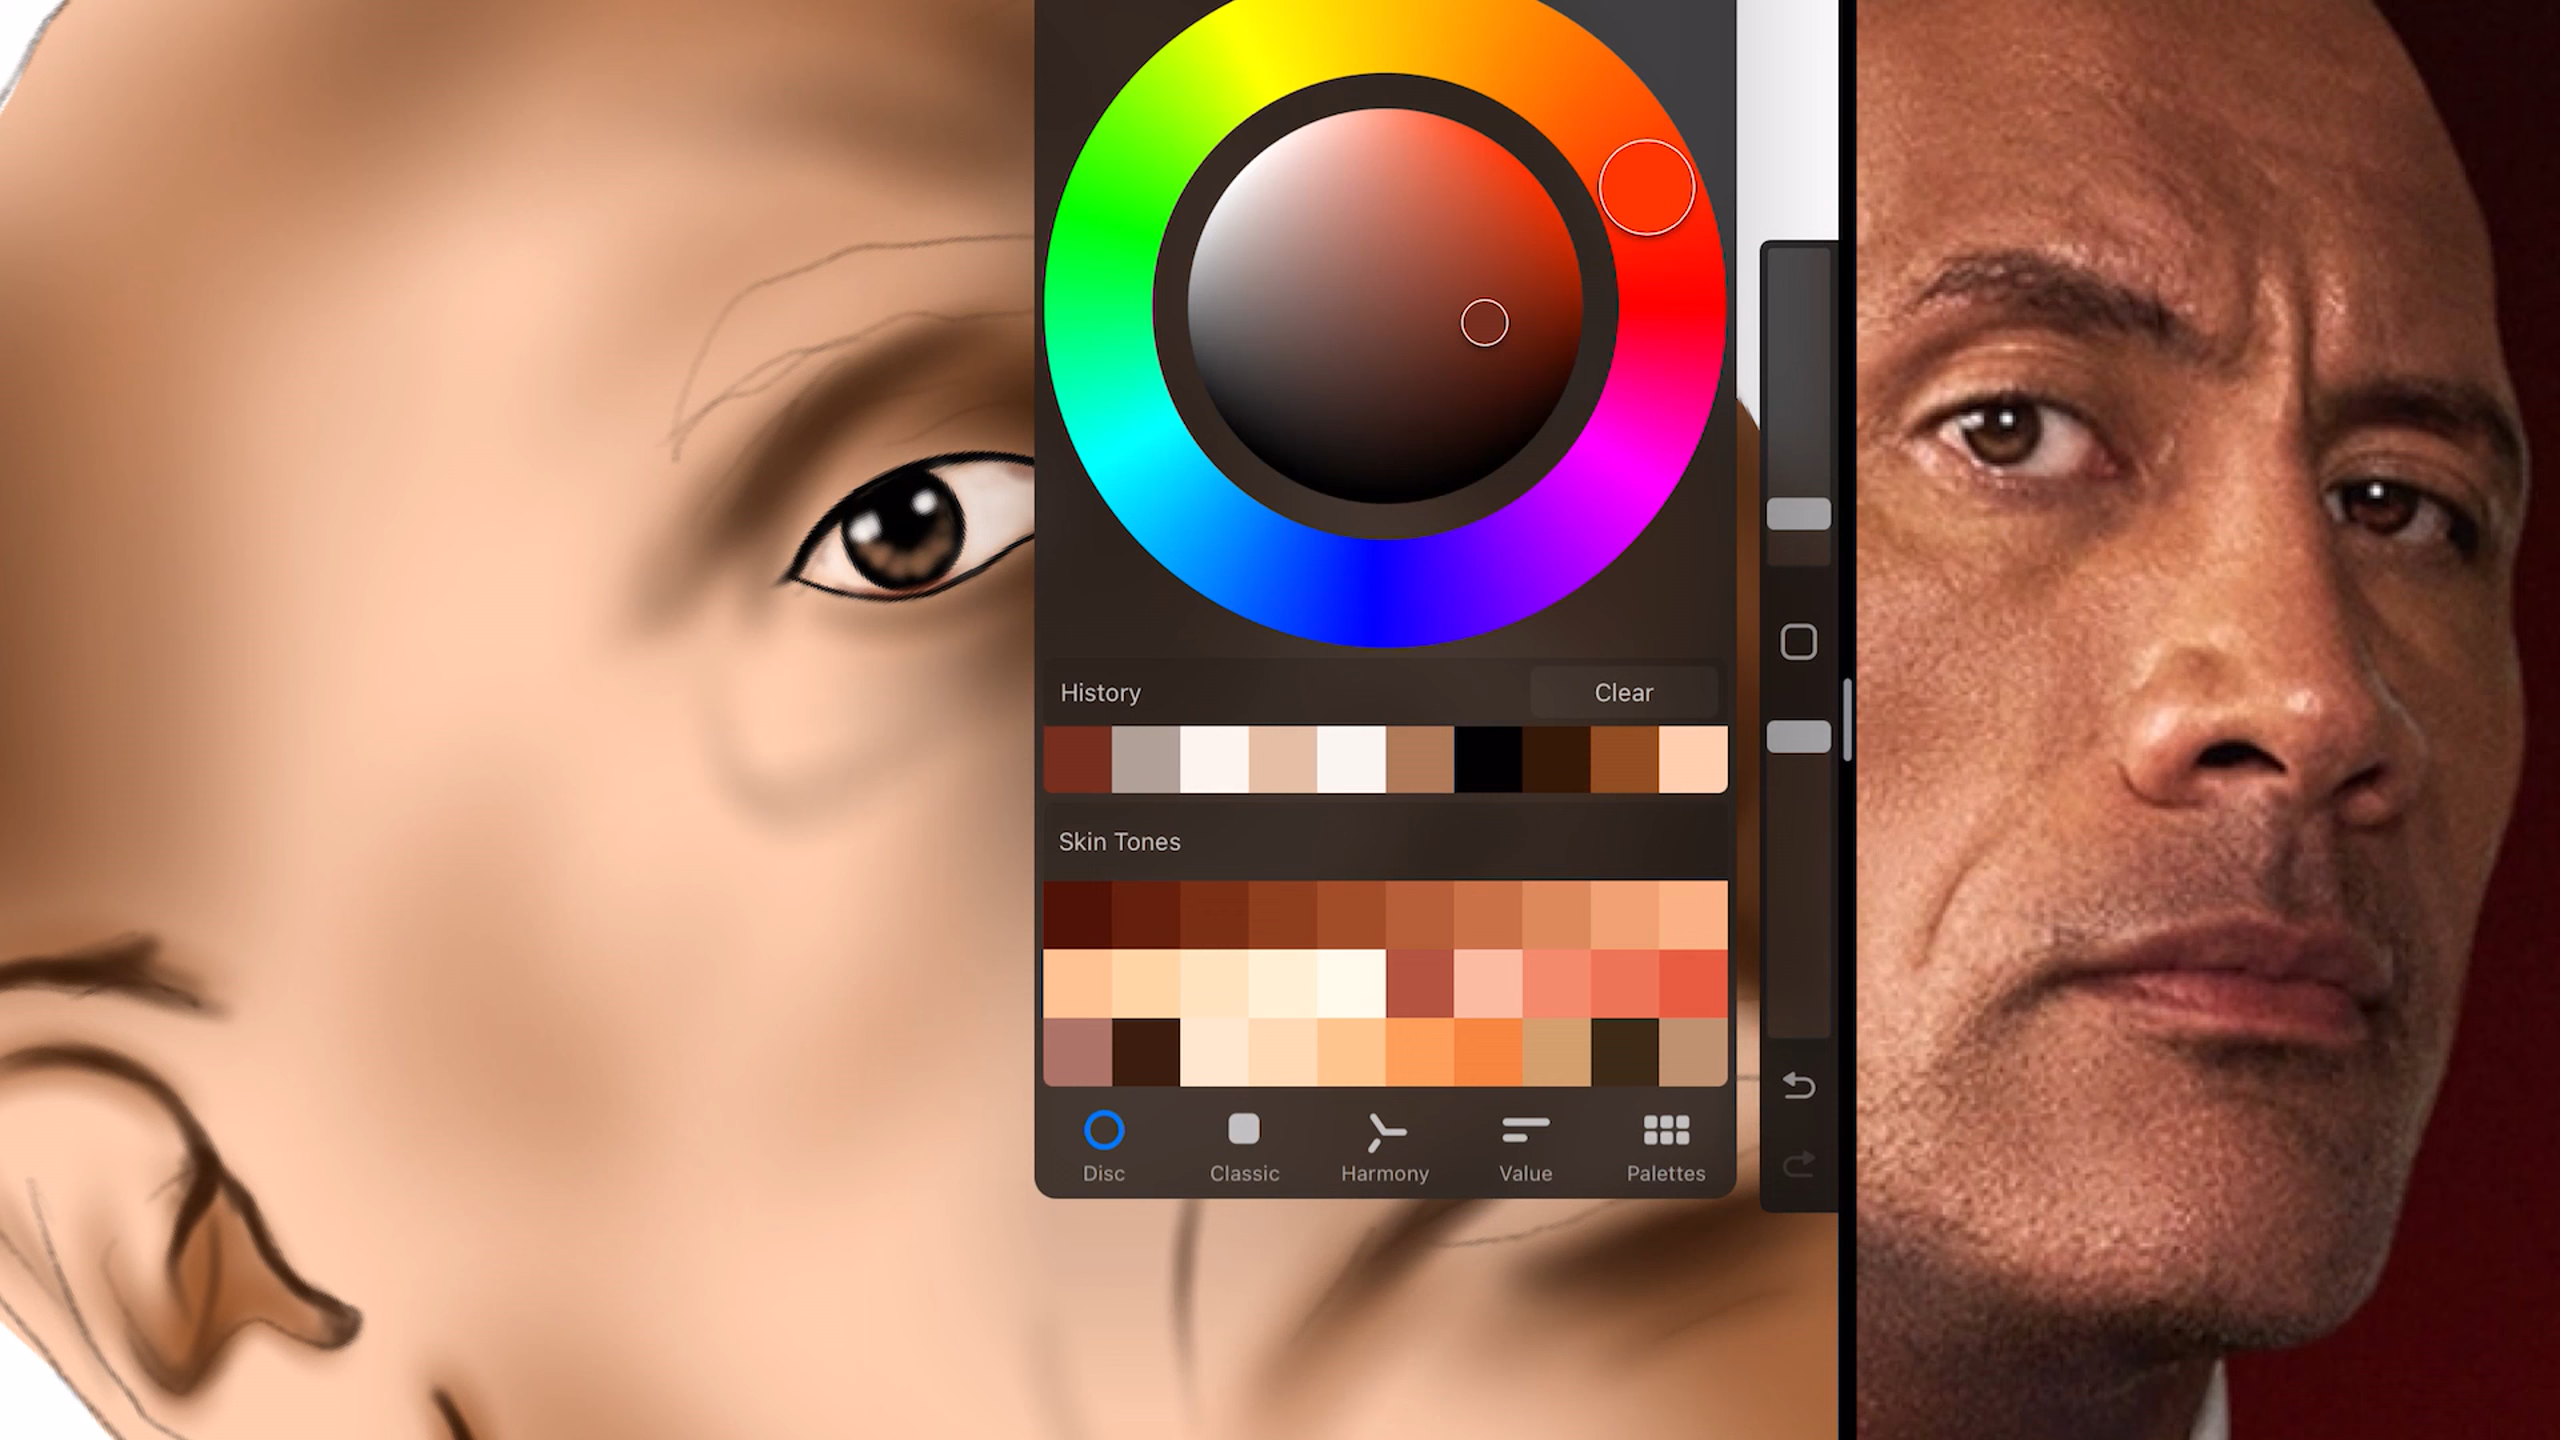 History
Clear
Skin Tones
Disc
Classic
Harmony
Value
Palettes